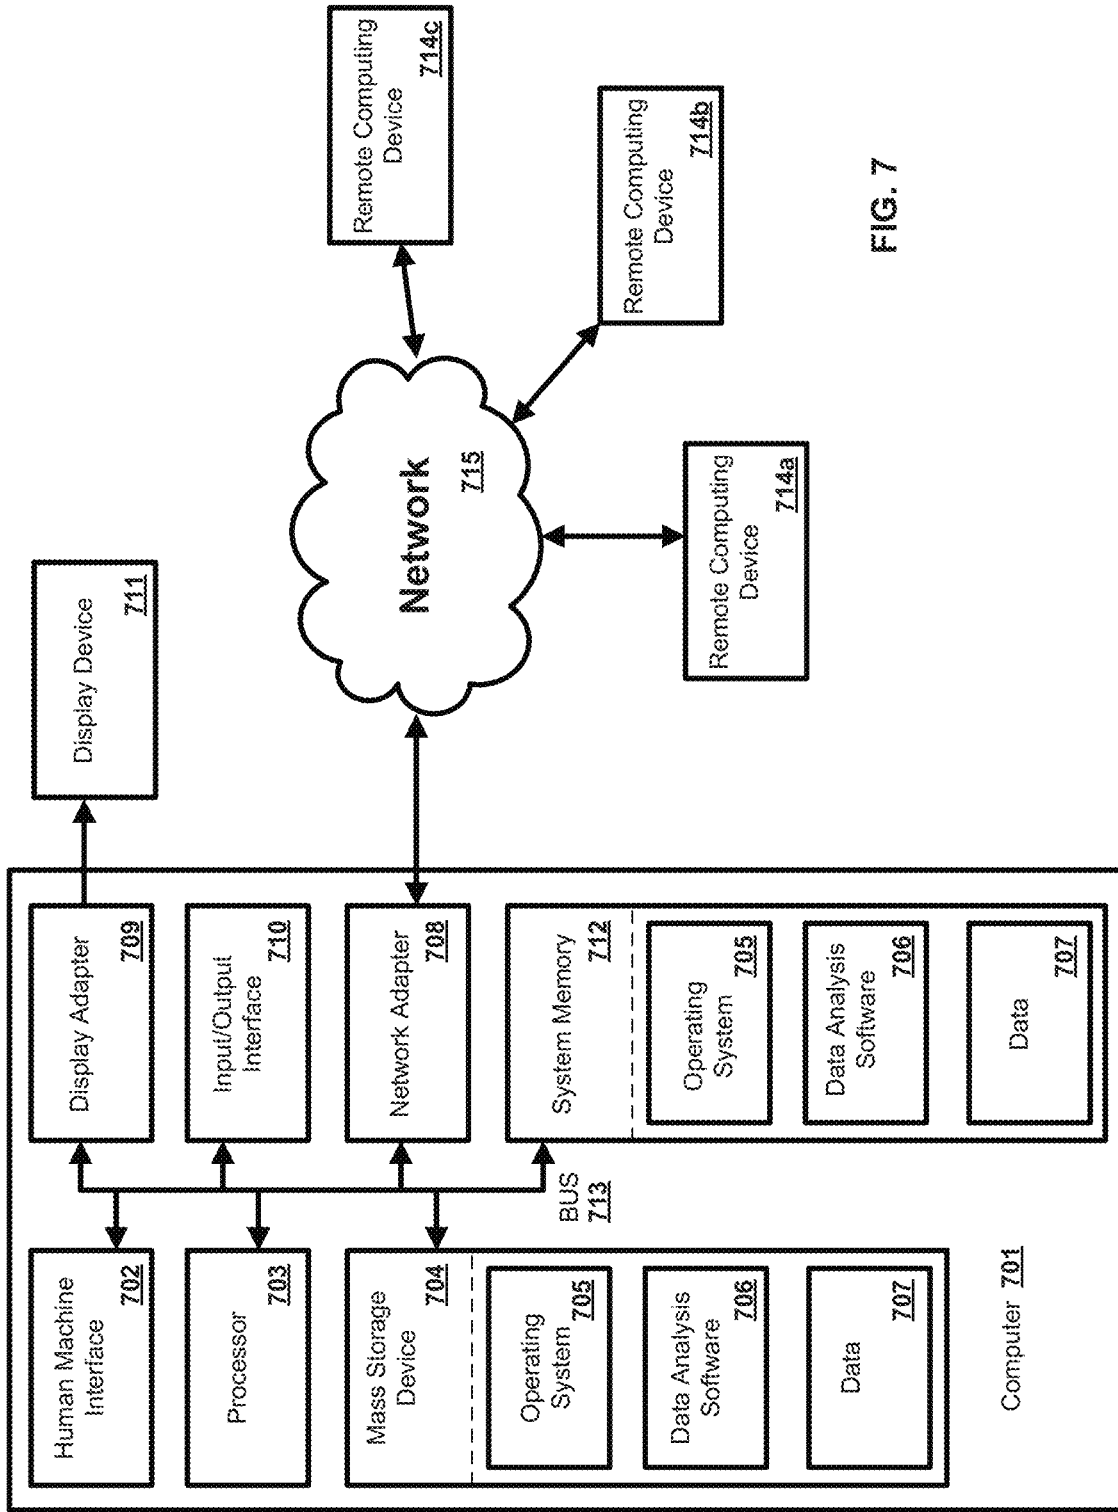 Human Machine
Interface
702
Processor
703
Mass Storage
Device
704
Operating
System
705
Data Analysis
Software
706
Data
707
Computer 701
BUS
713
Display Adapter
709
Input/Output
Interface
710
Network Adapter
708
System Memory
712
Operating
System
705
Data Analysis
Software
706
Data
707
Display Device
711
Network
715
Remote Computing
Device
714a
Remote Computing
Device
714b
Remote Computing
Device
714c
FIG. 7